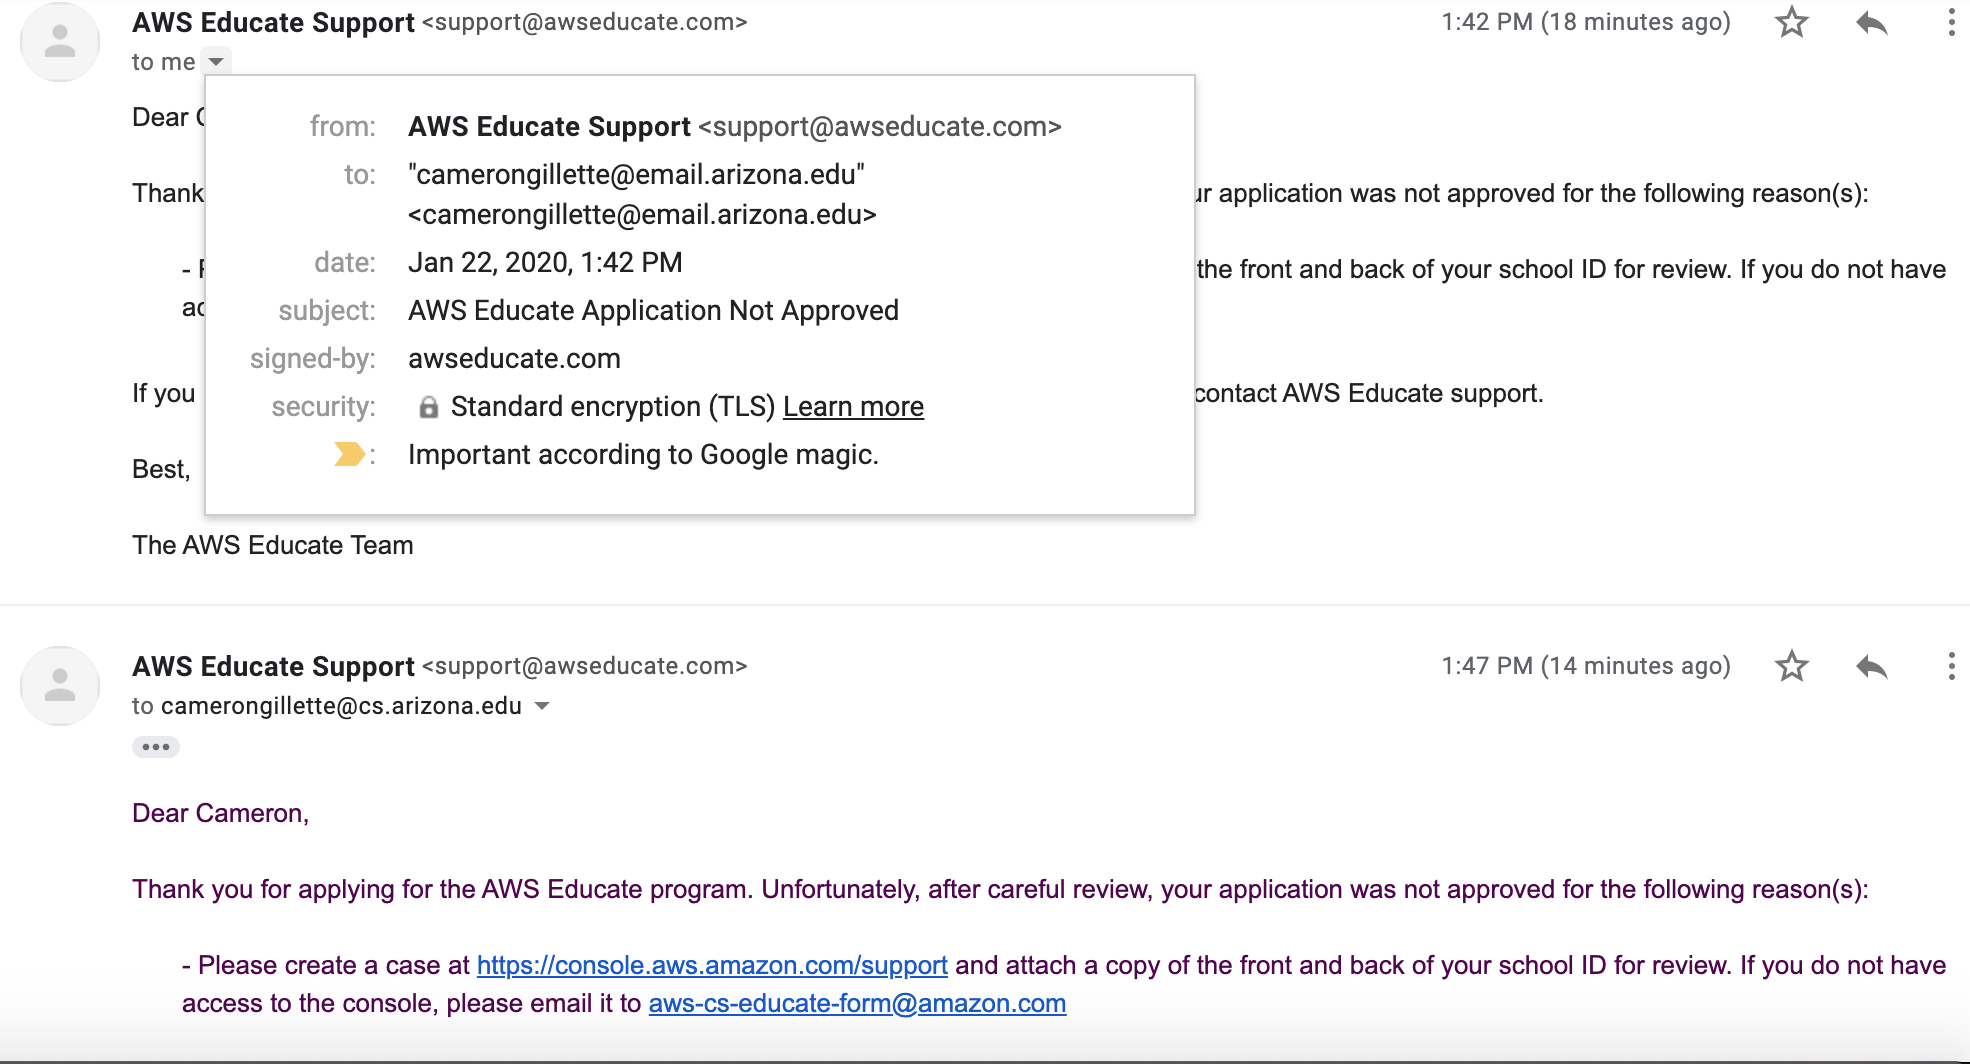 AWS Educate Support <support@awseducate.com> 1:42 PM (18 minutes ago)
to me
from: AWS Educate Support <support@awseducate.com>
to: "camerongillette@email.arizona.edu"
<camerongillette@email.arizona.edu>
date: Jan 22, 2020, 1:42 PM
subject: AWS Educate Application Not Approved
signed-by: awseducate.com
security: Standard encryption (TLS) Learn more
: Important according to Google magic.
Dear
Thank application was not approved for the following reason(s):
- the front and back of your school ID for review. If you do not have
If you contact AWS Educate support.
Best,
The AWS Educate Team
AWS Educate Support <support@awseducate.com> 1:47 PM (14 minutes ago)
to camerongillette@cs.arizona.edu
Dear Cameron,
Thank you for applying for the AWS Educate program. Unfortunately, after careful review, your application was not approved for the following reason(s):
- Please create a case at https://console.aws.amazon.com/support and attach a copy of the front and back of your school ID for review. If you do not have
access to the console, please email it to aws-cs-educate-form@amazon.com